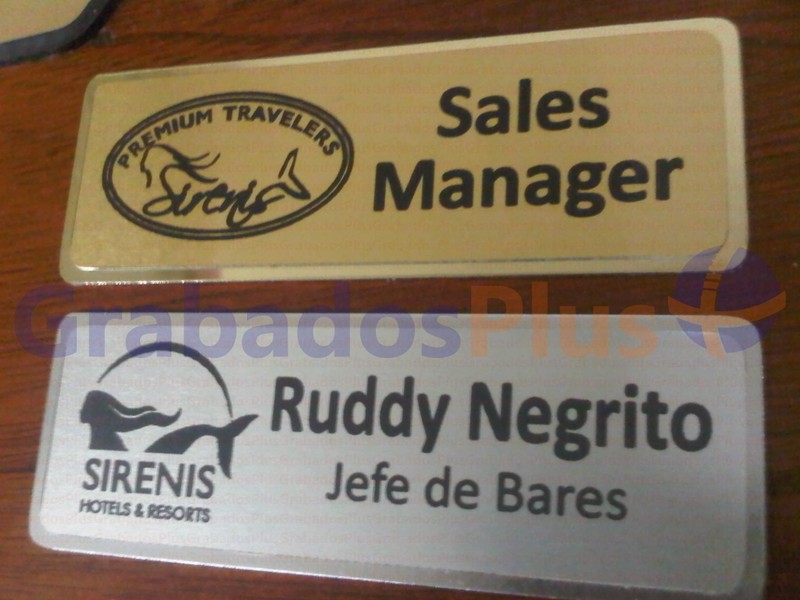 PREMIUM TRAVELERS
Sirenis
Sales
Manager
GrabadosPlus
SIRENIS
HOTELS & RESORTS
Ruddy Negrito
Jefe de Bares